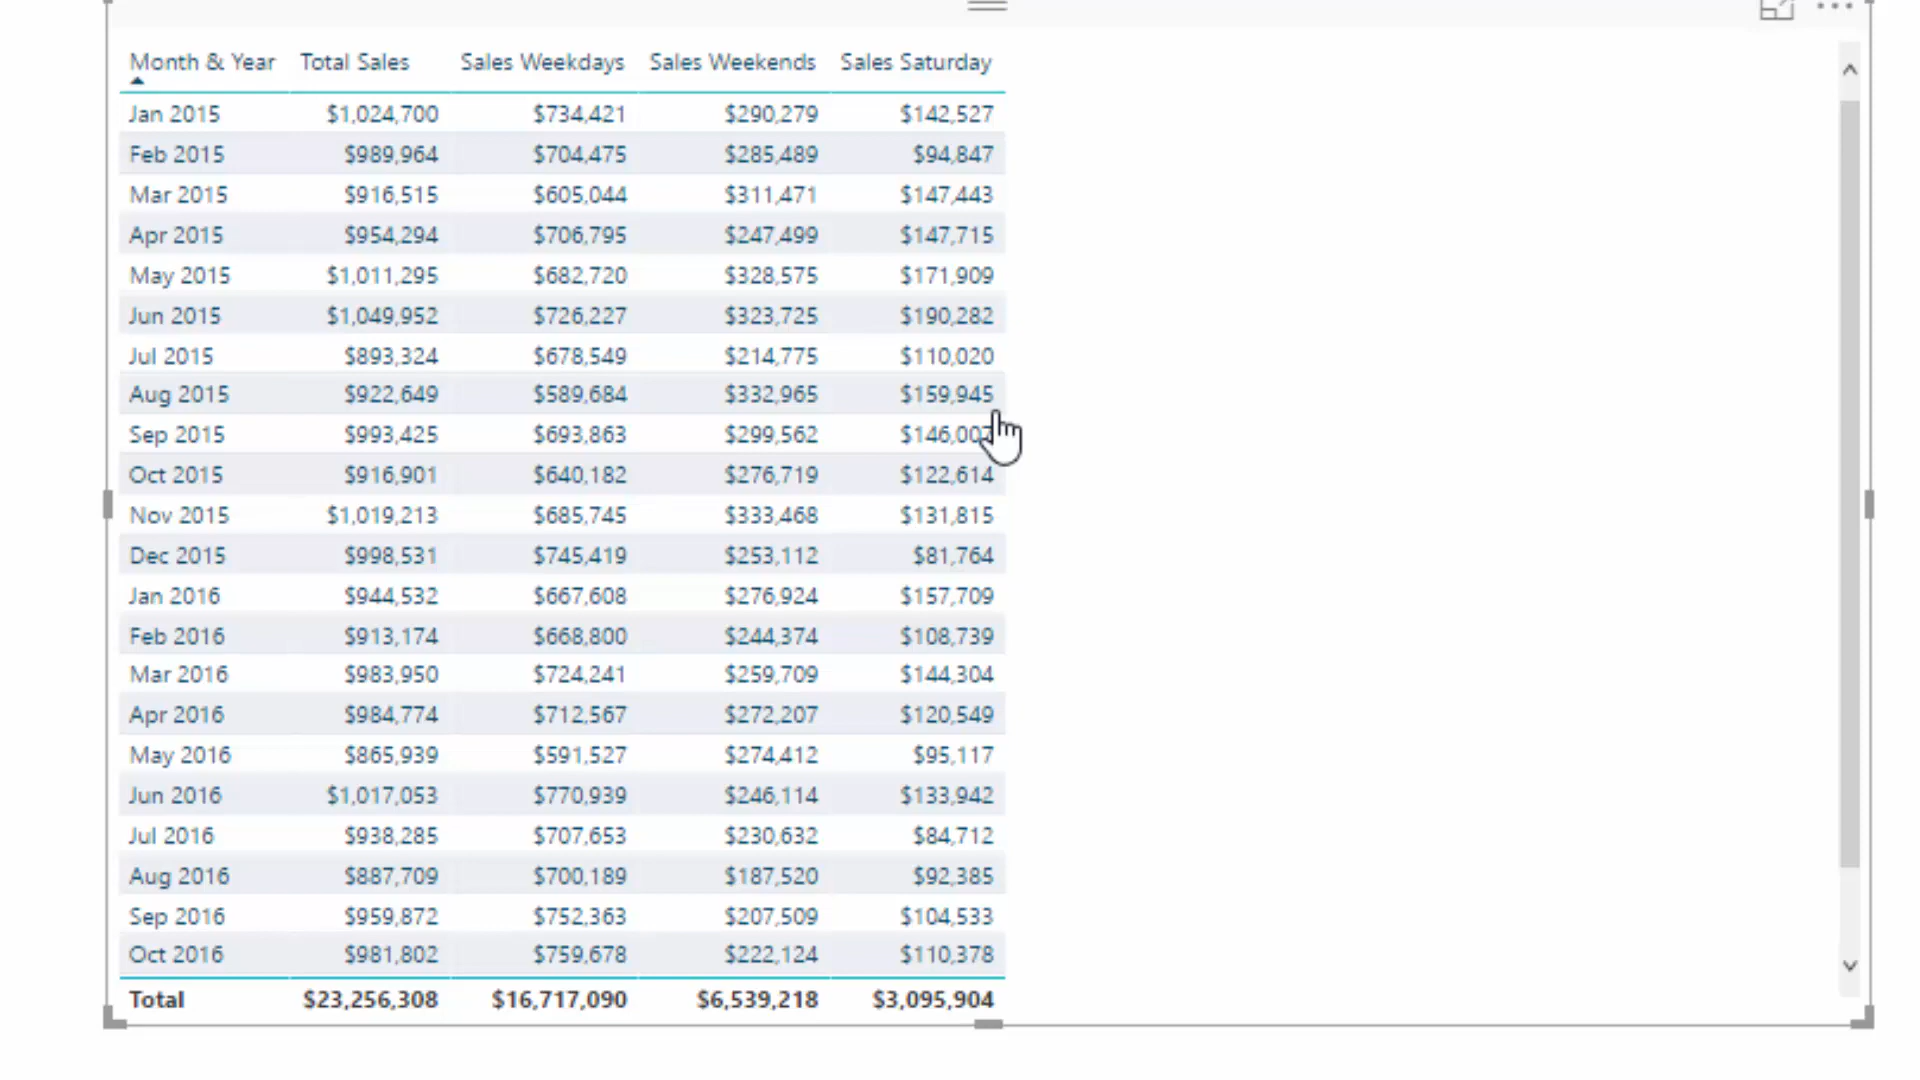 Month & Year Total Sales Sales Weekdays Sales Weekends Sales Saturday
Jan 2015 $1,024,700 $734,421 $290,279 $142,527
Feb 2015 $989,964 $704,475 $285,489 $94,847
Mar 2015 $916,515 $605,044 $311,471 $147,443
Apr 2015 $954,294 $706,795 $247,499 $147,715
May 2015 $1,011,295 $682,720 $328,575 $171,909
Jun 2015 $1,049,952 $726,227 $323,725 $190,282
Jul 2015 $893,324 $678,549 $214,775 $110,020
Aug 2015 $922,649 $589,684 $332,965 $159,945
Sep 2015 $993,425 $693,863 $299,562
Oct 2015 $916,901 $640,182 $276,719 $122,614
Nov 2015 $1,019,213 $685,745 $333,468 $131,815
Dec 2015 $998,531 $745,419 $253,112 $81,764
Jan 2016 $944,532 $667,608 $276,924 $157,709
Feb 2016 $913,174 $668,800 $244,374 $108,739
Mar 2016 $983,950 $724,241 $259,709 $144,304
Apr 2016 $984,774 $712,567 $272,207 $120,549
May 2016 $865,939 $591,527 $274,412 $95,117
Jun 2016 $1,017,053 $770,939 $246,114 $133,942
Jul 2016 $938,285 $707,653 $230,632 $84,712
Aug 2016 $887,709 $700,189 $187,520 $92,385
Sep 2016 $959,872 $752,363 $207,509 $104,533
Oct 2016 $981,802 $759,678 $222,124 $110,378
Total $23,256,308 $16,717,090 $6,539,218 $3,095,904